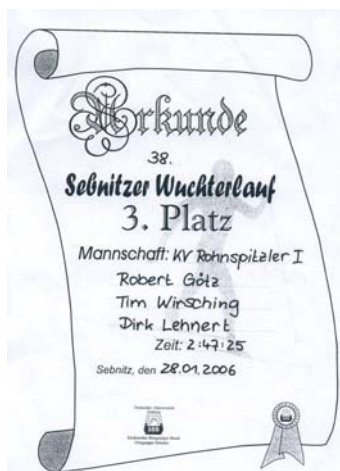 Urkunde
38.
Sebnitzer Wuchterlauf
3. Platz
Mannschaft: KV Rohnspitzler I
Robert Götz
Tim Wirsching
Dirk Lehnert
Zeit: 2:47:25
Sebnitz, den 28.01.2006